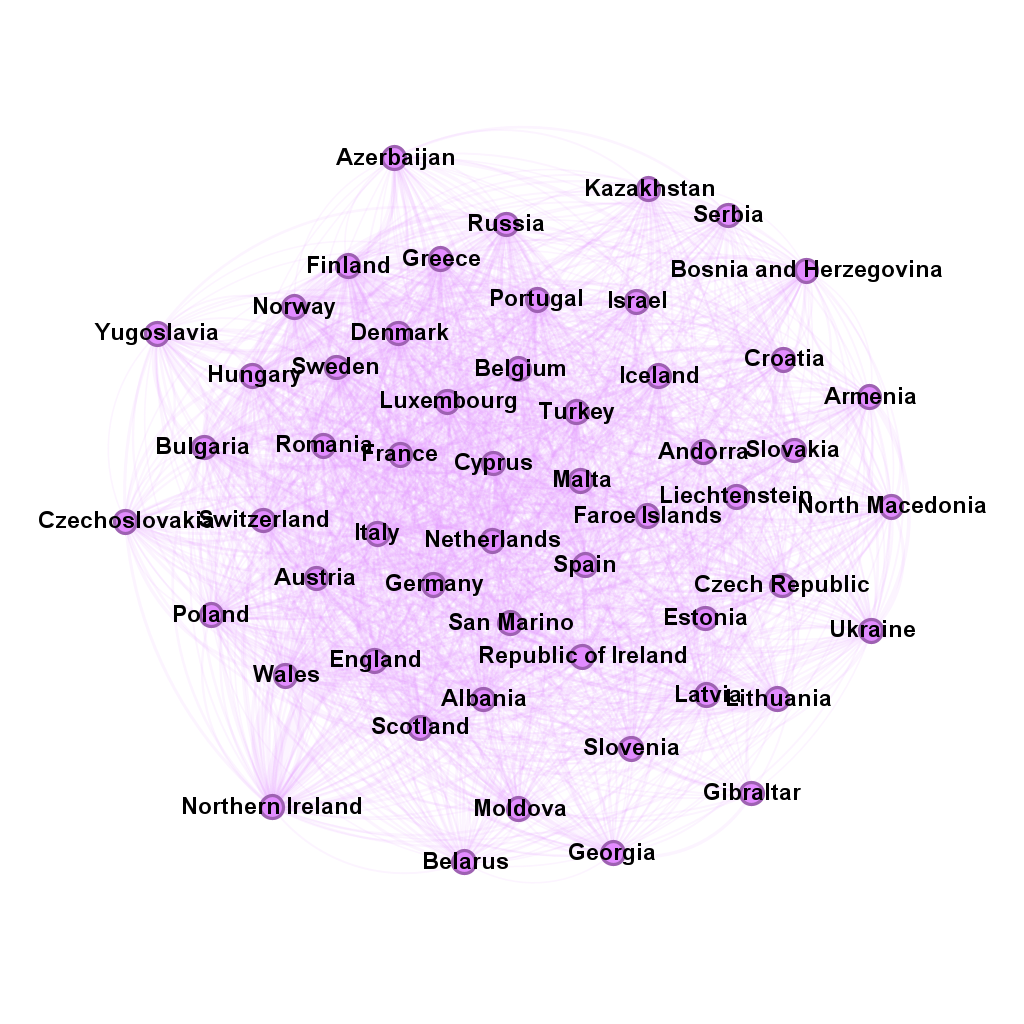 Azerbaijan
Kazakhstan
Serbia
Russia
Greece
Finland
Bosnia and Herzegovina
Portugal
Israel
Norway
Yugoslavia
Denmark
Croatia
Sweden
Belgium
Hungary
Iceland
Armenia
Luxembourg
Turkey
Bulgaria
Romania
France
Andorra
Slovakia
Cyprus
Malta
Liechtenstein
North Macedonia
Faroe Islands
Czechoslovakia
Switzerland
Italy
Netherlands
Spain
Austria
Germany
Czech Republic
Poland
San Marino
Estonia
Ukraine
Republic of Ireland
England
Wales
Albania
Latvia
Lithuania
Scotland
Slovenia
Gibraltar
Northern Ireland
Moldova
Georgia
Belarus